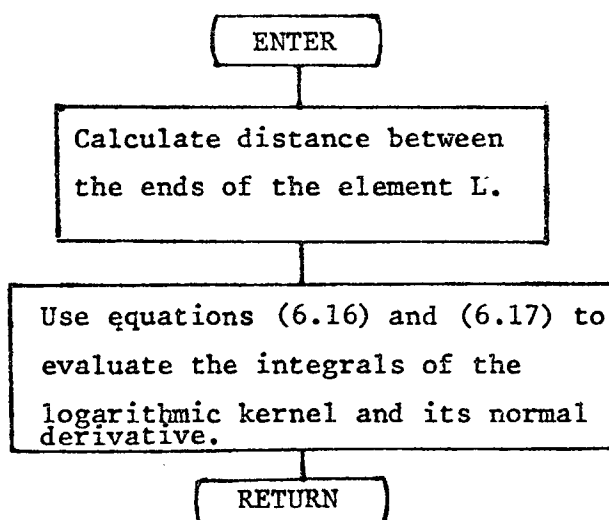 ENTER
Calculate distance between
the ends of the element L.
Use equations (6.16) and (6.17) to
evaluate the integrals of the
logarithmic kernel and its normal
derivative.
RETURN